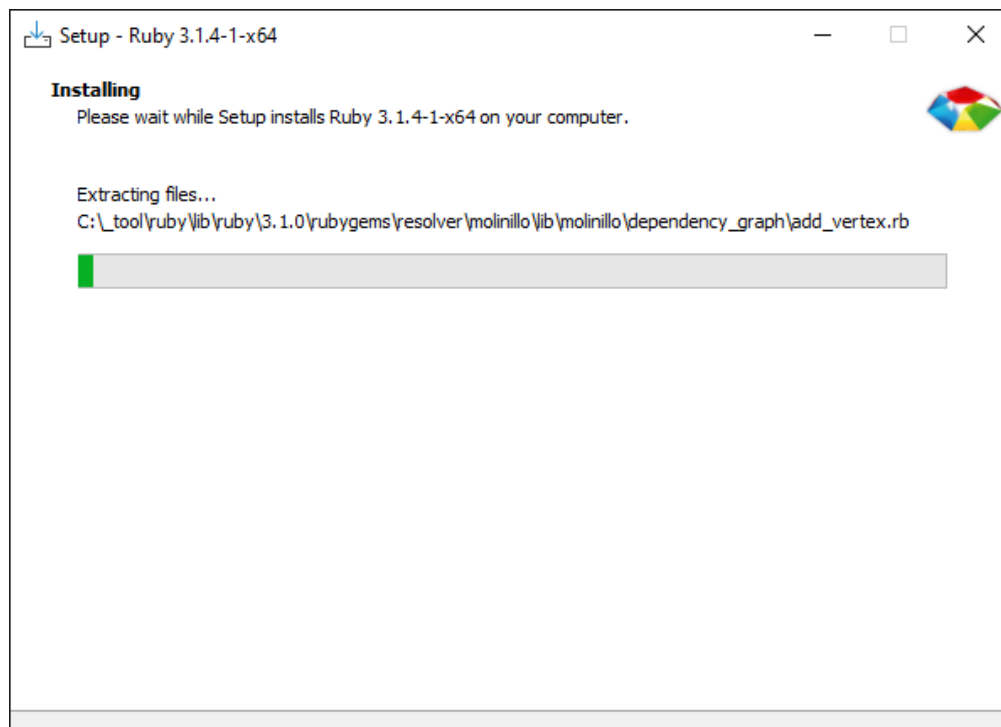 Setup - Ruby 3.1.4-1-x64
Installing
Please wait while Setup installs Ruby 3.1.4-1-x64 on your computer.
Extracting files...
C:\_tool\ruby\lib\ruby\3.1.0\rubygems\resolver\molinillo\lib\molinillo\dependency_graph\add_vertex.rb